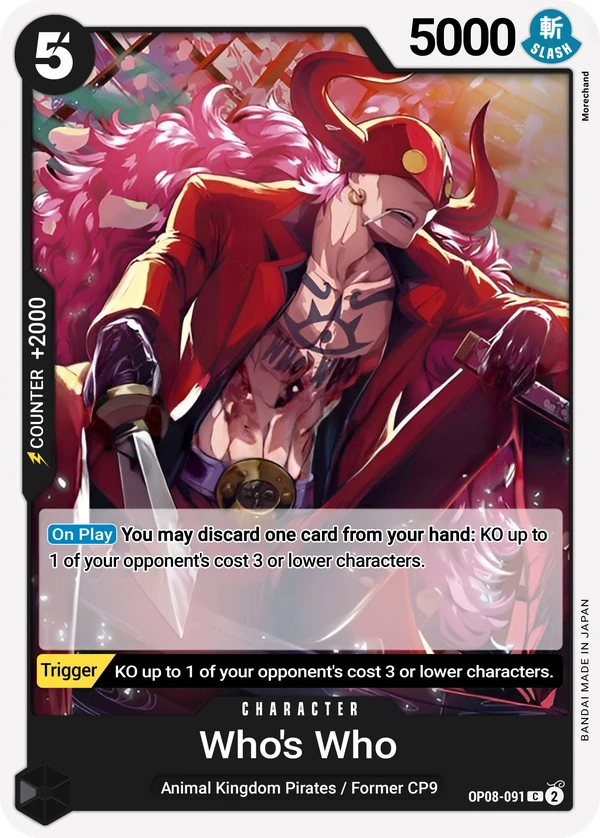 5
5000
斬
SLASH
Morechand
COUNTER +2000
On Play You may discard one card from your hand: KO up to
1 of your opponent's cost 3 or lower characters.
Trigger KO up to 1 of your opponent's cost 3 or lower characters.
BANDAI MADE IN JAPAN
CHARACTER
Who's Who
Animal Kingdom Pirates / Former CP9
OP08-091 C 2